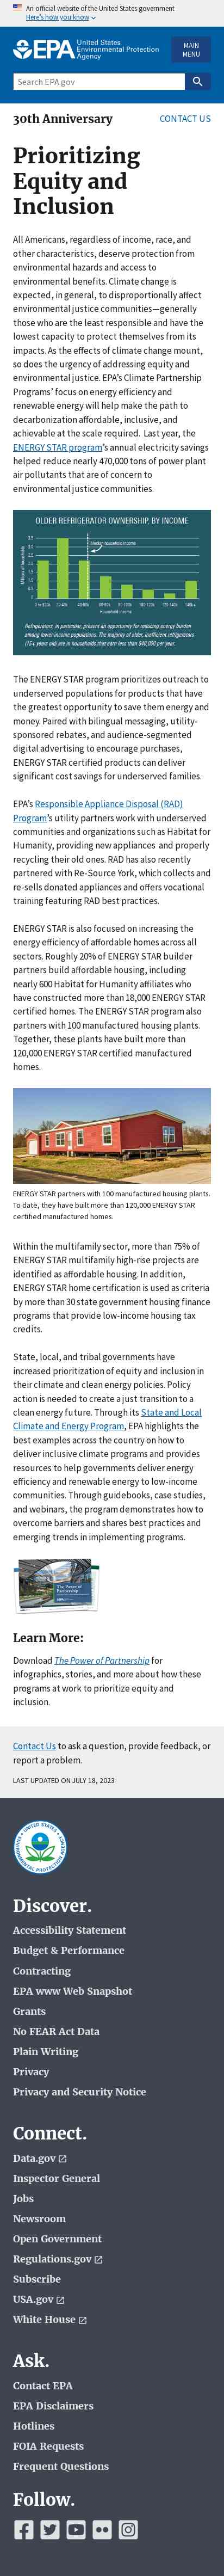 An official website of the United States government
Here's how you know
EPA United States
Environmental Protection
Agency
MAIN
MENU
Search EPA.gov
30th Anniversary
CONTACT US
Prioritizing
Equity and
Inclusion
All Americans, regardless of income, race, and
other characteristics, deserve protection from
environmental hazards and access to
environmental benefits. Climate change is
expected, in general, to disproportionally affect
environmental justice communities—generally
those who are at the least responsible and have
lowest capacity to protect themselves
themselves. As the effects of climate change mount,
so does the urgency of addressing equity and
environmental justice. EPA's Climate Partnership
Programs' focus on energy efficiency and
renewable energy will help make the path to
decarbonization affordable, inclusive, and
achievable at the scale required. Last year, the
ENERGY STAR program's annual electricity savings
helped reduce nearly 470,000 tons of power plant
air pollutants that contribute to
environmental justice communities.
OLDER REFRIGERATOR OWNERSHIP, BY INCOME
Millions of households
3.5
3.0
2.5
2.0
1.5
1.0
0.5
0
Median household income
20-40k
40-60k
60-80k
80-100k
Refrigerators, in particular, present an opportunity for reducing the energy burden
among lower-income populations. The majority of older, inefficient
(15+ years old) are in households that earn less than $40,000 per year.
The ENERGY STAR program prioritizes outreach to
underserved populations for products that
have the greatest opportunity to save energy and
money. Paired with bilingual messaging, utility-
sponsored rebates, and audience-segmented
digital advertising to encourage purchases,
ENERGY STAR certified products can deliver
significant cost savings for underserved families.
EPA's Responsible Appliance Disposal (RAD)
Program's utility partners work with underserved
communities and organizations such as Habitat for
Humanity, providing new appliances and properly
recycling their old ones. RAD has also recently
partnered with Re-Source York, which collects and
re-sells donated appliances and offers vocational
training featuring RAD best practices.
ENERGY STAR is also focused on increasing the
energy efficiency of affordable homes across all
sectors. Roughly 20% of ENERGY STAR builder
partners build affordable housing, including
nearly 600 Habitat for Humanity affiliates who have
constructed more than 18,000 ENERGY STAR
certified homes. The ENERGY STAR program also
partners with 100 manufactured housing plants.
Together, these plants have built more than
120,000 ENERGY STAR certified manufactured
homes.
ENERGY STAR partners with 100 manufactured housing plants.
To date, they have built more than 120,000 ENERGY STAR
certified manufactured homes.
Within the multifamily sector, more than 75% of
ENERGY STAR multifamily high-rise projects are
identified as affordable housing. In addition,
ENERGY STAR home certification is used as criteria
by more than 30 state government housing finance
programs that provide low-income housing tax
credits.
State, local, and tribal governments have
increased prioritization of equity and inclusion in
their climate and clean energy policies. Policy
action is needed to create a just transition to a
clean energy future. Through its State and Local
Climate and Energy Program, EPA highlights the
best examples across the country on how to
deliver inclusive climate programs and provides
resources to help governments deliver energy
efficiency and renewable energy to low-income
communities. Through guidebooks, case studies,
and webinars, the program demonstrates how to
overcome barriers and presents successes and
emerging trends in implementing programs.
The Power of
Partnership
Learn More:
Download The Power of Partnership for
infographics, stories, and more about how these
programs at work to prioritize equity and
inclusion.
Contact Us to ask a question, provide feedback, or
report a problem.
LAST UPDATED ON JULY 18, 2023
UNITED STATES
ENVIRONMENTAL PROTECTION AGENCY
Discover.
Accessibility Statement
Budget & Performance
Contracting
EPA www Web Snapshot
Grants
No FEAR Act Data
Plain Writing
Privacy
Privacy and Security Notice
Connect.
Data.gov
Inspector General
Jobs
Newsroom
Open Government
Regulations.gov
Subscribe
USA.gov
White House
Ask.
Contact EPA
EPA Disclaimers
Hotlines
FOIA Requests
Frequent Questions
Follow.